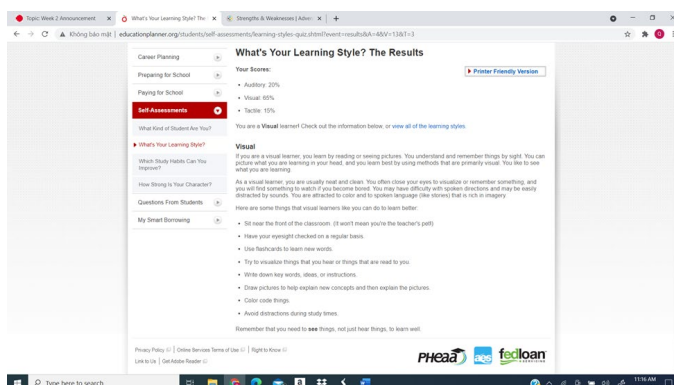 Topic: Week 2 Announcement
What's Your Learning Style? The
Strengths & Weaknesses | Adver
Không bảo mật | educationplanner.org/students/self-assessments/learning-styles-quiz.shtml?event=results&A=4&V=13&T=3
Career Planning
Preparing for School
Paying for School
Self-Assessments
What Kind of Student Are You?
What's Your Learning Style?
Which Study Habits Can You
Improve?
How Strong Is Your Character?
Questions From Students
My Smart Borrowing
What's Your Learning Style? The Results
Your Scores:
Printer Friendly Version
• Auditory: 20%
• Visual: 65%
• Tactile: 15%
You are a Visual learner! Check out the information below, or view all of the learning styles.
Visual
If you are a visual learner, you learn by reading or seeing pictures. You understand and remember things by sight. You can
picture what you are learning in your head, and you learn best by using methods that are primarily visual. You like to see
what you are learning.
As a visual learner, you are usually neat and clean. You often close your eyes to visualize or remember something, and
you will find something to watch if you become bored. You may have difficulty with spoken directions and may be easily
distracted by sounds. You are attracted to color and to spoken language (like stories) that is rich in imagery.
Here are some things that visual learners like you can do to learn better:
• Sit near the front of the classroom. (It won't mean you're the teacher's pet!)
• Have your eyesight checked on a regular basis.
• Use flashcards to learn new words.
• Try to visualize things that you hear or things that are read to you.
• Write down key words, ideas, or instructions.
• Draw pictures to help explain new concepts and then explain the pictures.
• Color code things.
• Avoid distractions during study times.
Remember that you need to see things, not just hear things, to learn well.
Privacy Policy | Online Services Terms of Use | Right to Know
Link to Us | Get Adobe Reader
PHEAA
aes
fedloan
SERVICING
Type here to search
11:16 AM